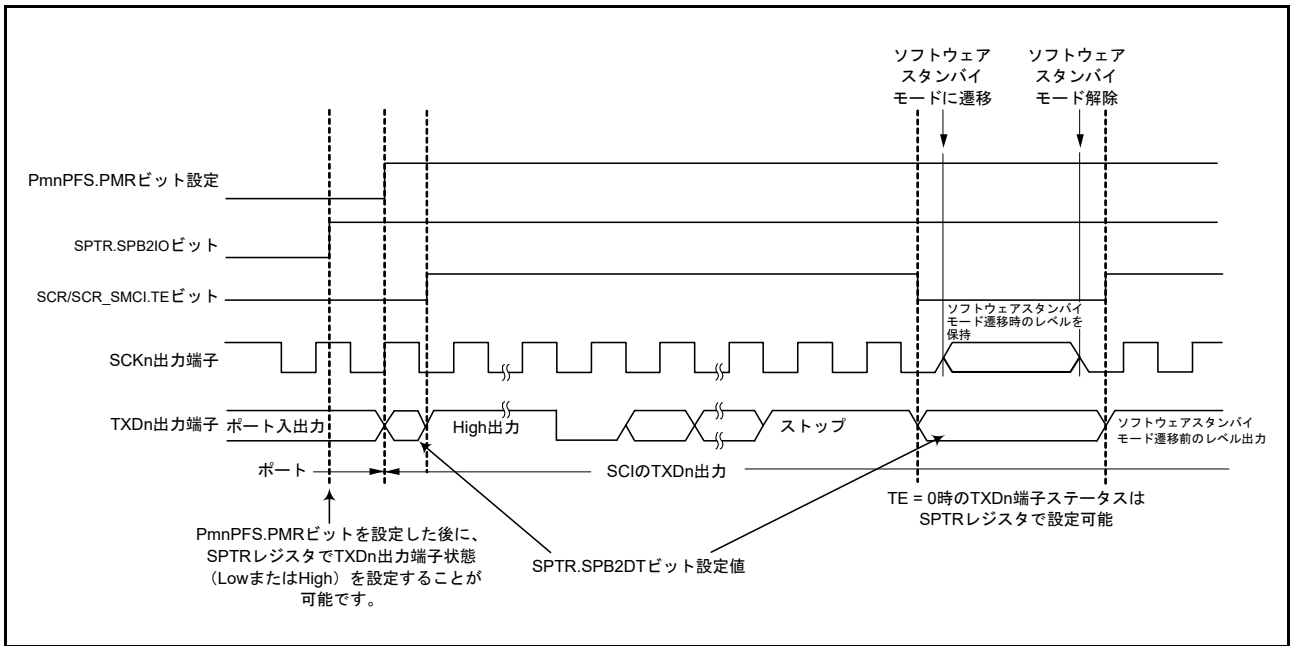 ソフトウェア
スタンバイ
モードに遷移
ソフトウェア
スタンバイ
モード解除
PmnPFS.PMRビット設定
SPTR.SPB2IOビット
SCR/SCR_SMCI.TEビット
ソフトウェアスタンバイ
モード遷移時のレベルを
保持
SCKn出力端子
TXDn出力端子
ポート入出力
High出力
ストップ
ソフトウェアスタンバイ
モード遷移前のレベル出力
ポート
SCIのTXDn出力
TE = 0時のTXDn端子ステータスは
SPTRレジスタで設定可能
PmnPFS.PMRビットを設定した後に、
SPTRレジスタでTXDn出力端子状態
（LowまたはHigh）を設定することが
可能です。
SPTR.SPB2DTビット設定値